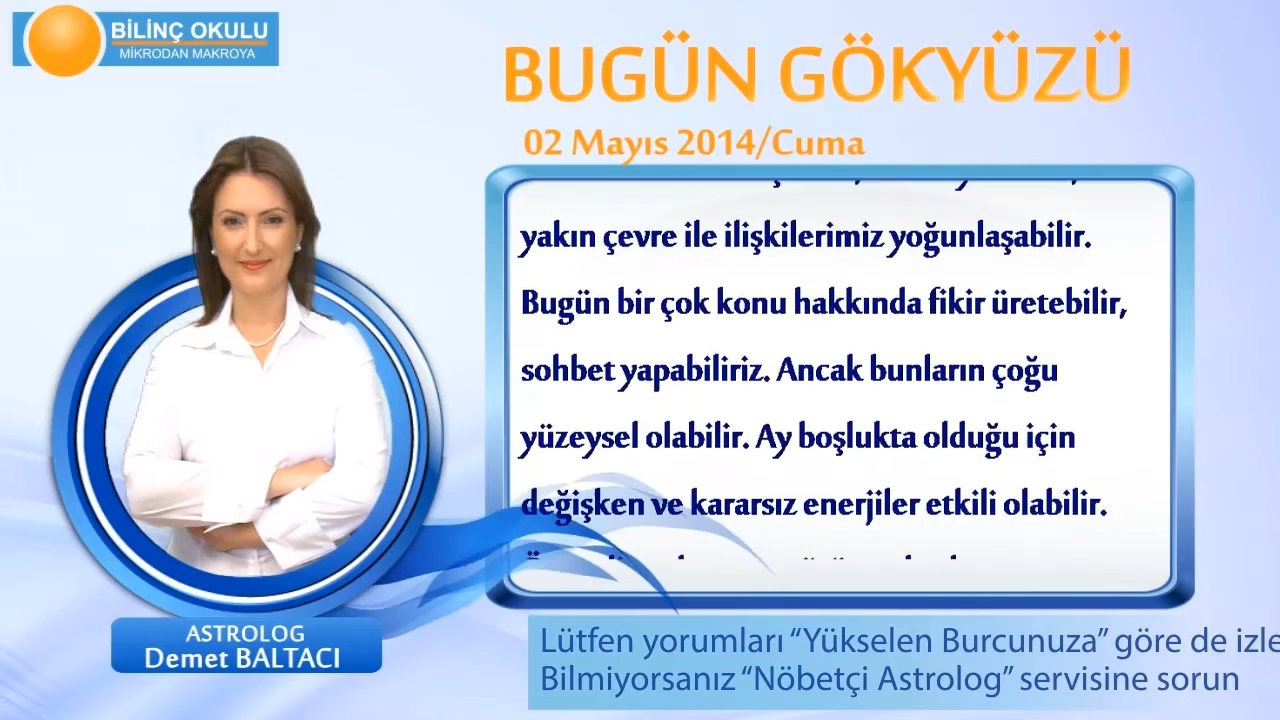 BİLİNÇ OKULU
MİKRODAN MAKROYA
BUGÜN GÖKYÜZÜ
02 Mayıs 2014/Cuma
yakın çevre ile ilişkilerimiz yoğunlaşabilir.
Bugün bir çok konu hakkında fikir üretebilir,
sohbet yapabiliriz. Ancak bunların çoğu
yüzeysel olabilir. Ay boşlukta olduğu için
değişken ve kararsız enerjiler etkili olabilir.
ASTROLOG
Demet BALTACI
Lütfen yorumları “Yükselen Burcunuza” göre de izle
Bilmiyorsanız “Nöbetçi Astrolog” servisine sorun